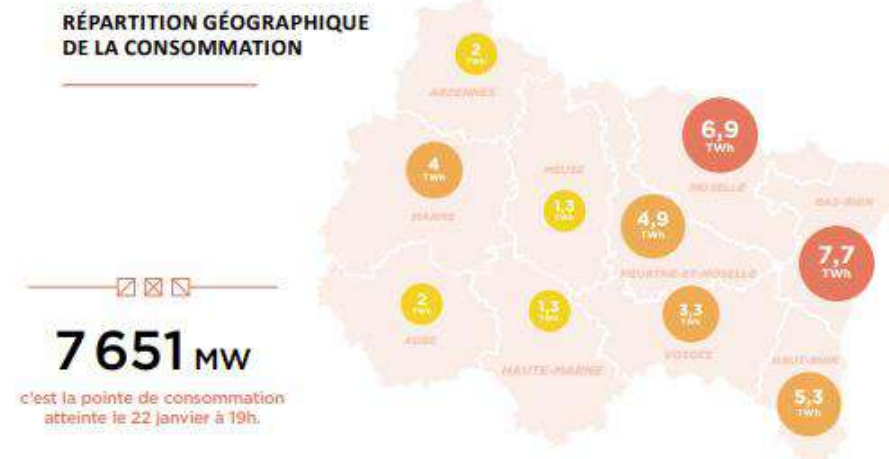 RÉPARTITION GÉOGRAPHIQUE
DE LA CONSOMMATION
2
TWh
ARDENNES
6,9
TWh
MOSELLE
4
TWh
MARNE
MEUSE
1,3
TWh
BAS-RHIN
4,9
TWh
MEURTHE-ET-MOSELLE
7,7
TWh
2
TWh
AUBE
1,3
TWh
HAUTE-MARNE
3,3
TWh
VOSGES
HAUT-RHIN
5,3
TWh
7 651 MW
c'est la pointe de consommation
atteinte le 22 janvier à 19h.